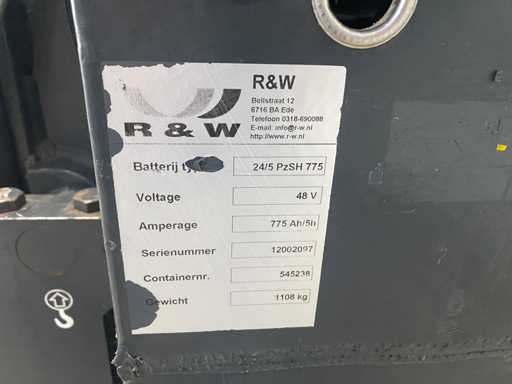 R&W
Bellstraat 12
6716 BA Ede
Telefoon 0318-690088
E-mail: info@r-w.nl
http://www.r-w.nl
R & W
Batterij 24/5 PzSH 775
Voltage 48 V
Amperage 775 Ah/5h
Serienummer 12002097
Containernr. 545238
Gewicht 1108 kg